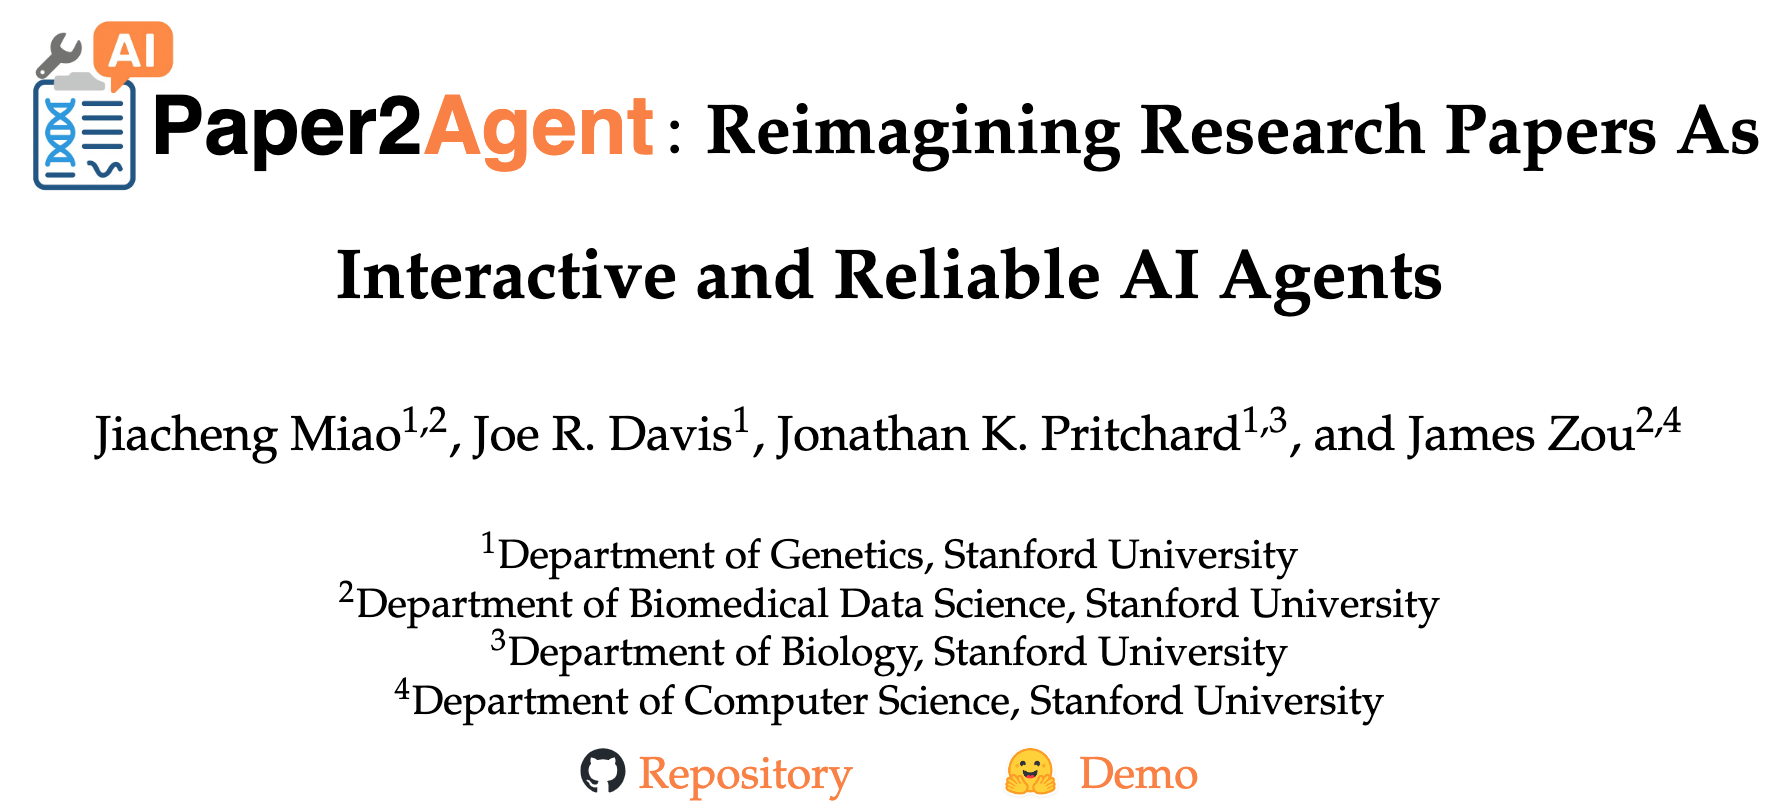 AI
Paper2Agent: Reimagining Research Papers As
Interactive and Reliable AI Agents
Jiacheng Miao1,2, Joe R. Davis1, Jonathan K. Pritchard1,3, and James Zou2,4
1Department of Genetics, Stanford University
2Department of Biomedical Data Science, Stanford University
3Department of Biology, Stanford University
4Department of Computer Science, Stanford University
Repository Demo